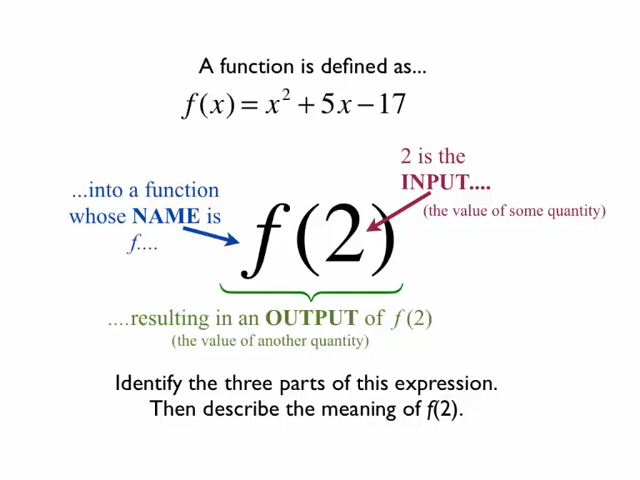 A function is defined as...
f(x) = x² + 5x − 17
2 is the
INPUT....
(the value of some quantity)
...into a function
whose NAME is
f....
f(2)
....resulting in an OUTPUT of f(2)
(the value of another quantity)
Identify the three parts of this expression.
Then describe the meaning of f(2).